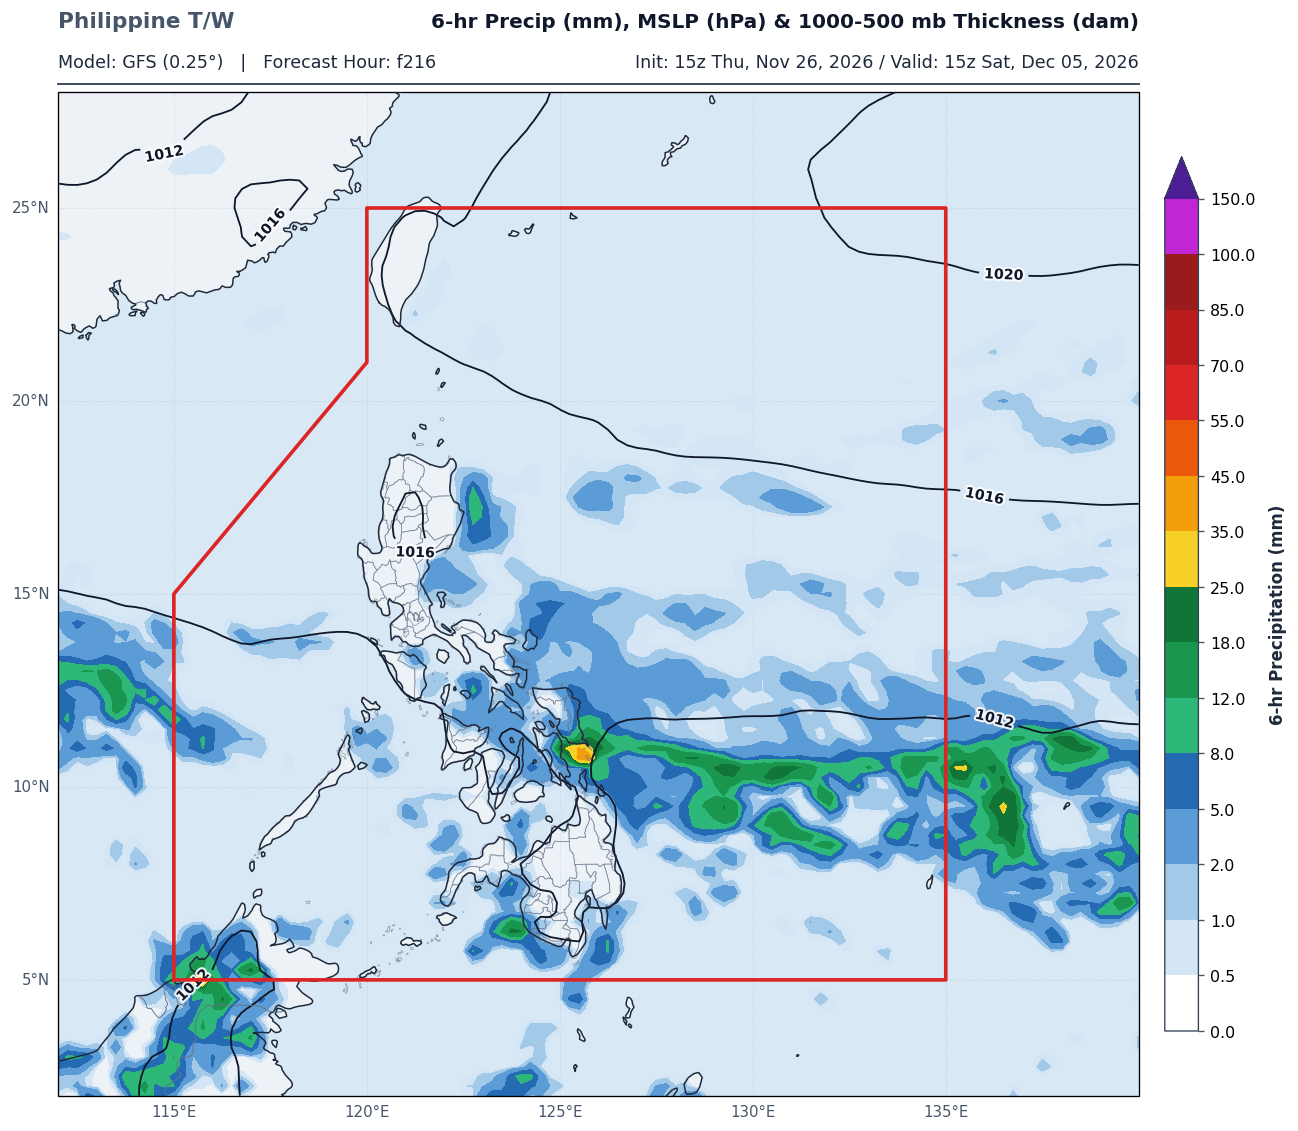 Philippine T/W
6-hr Precip (mm), MSLP (hPa) & 1000-500 mb Thickness (dam)
Model: GFS (0.25°) | Forecast Hour: f216
Init: 15z Thu, Nov 26, 2026 / Valid: 15z Sat, Dec 05, 2026
1012
1016
1020
1016
1016
1012
1012
25°N
20°N
15°N
10°N
5°N
115°E
120°E
125°E
130°E
135°E
150.0
100.0
85.0
70.0
55.0
45.0
35.0
25.0
18.0
12.0
8.0
5.0
2.0
1.0
0.5
0.0
6-hr Precipitation (mm)